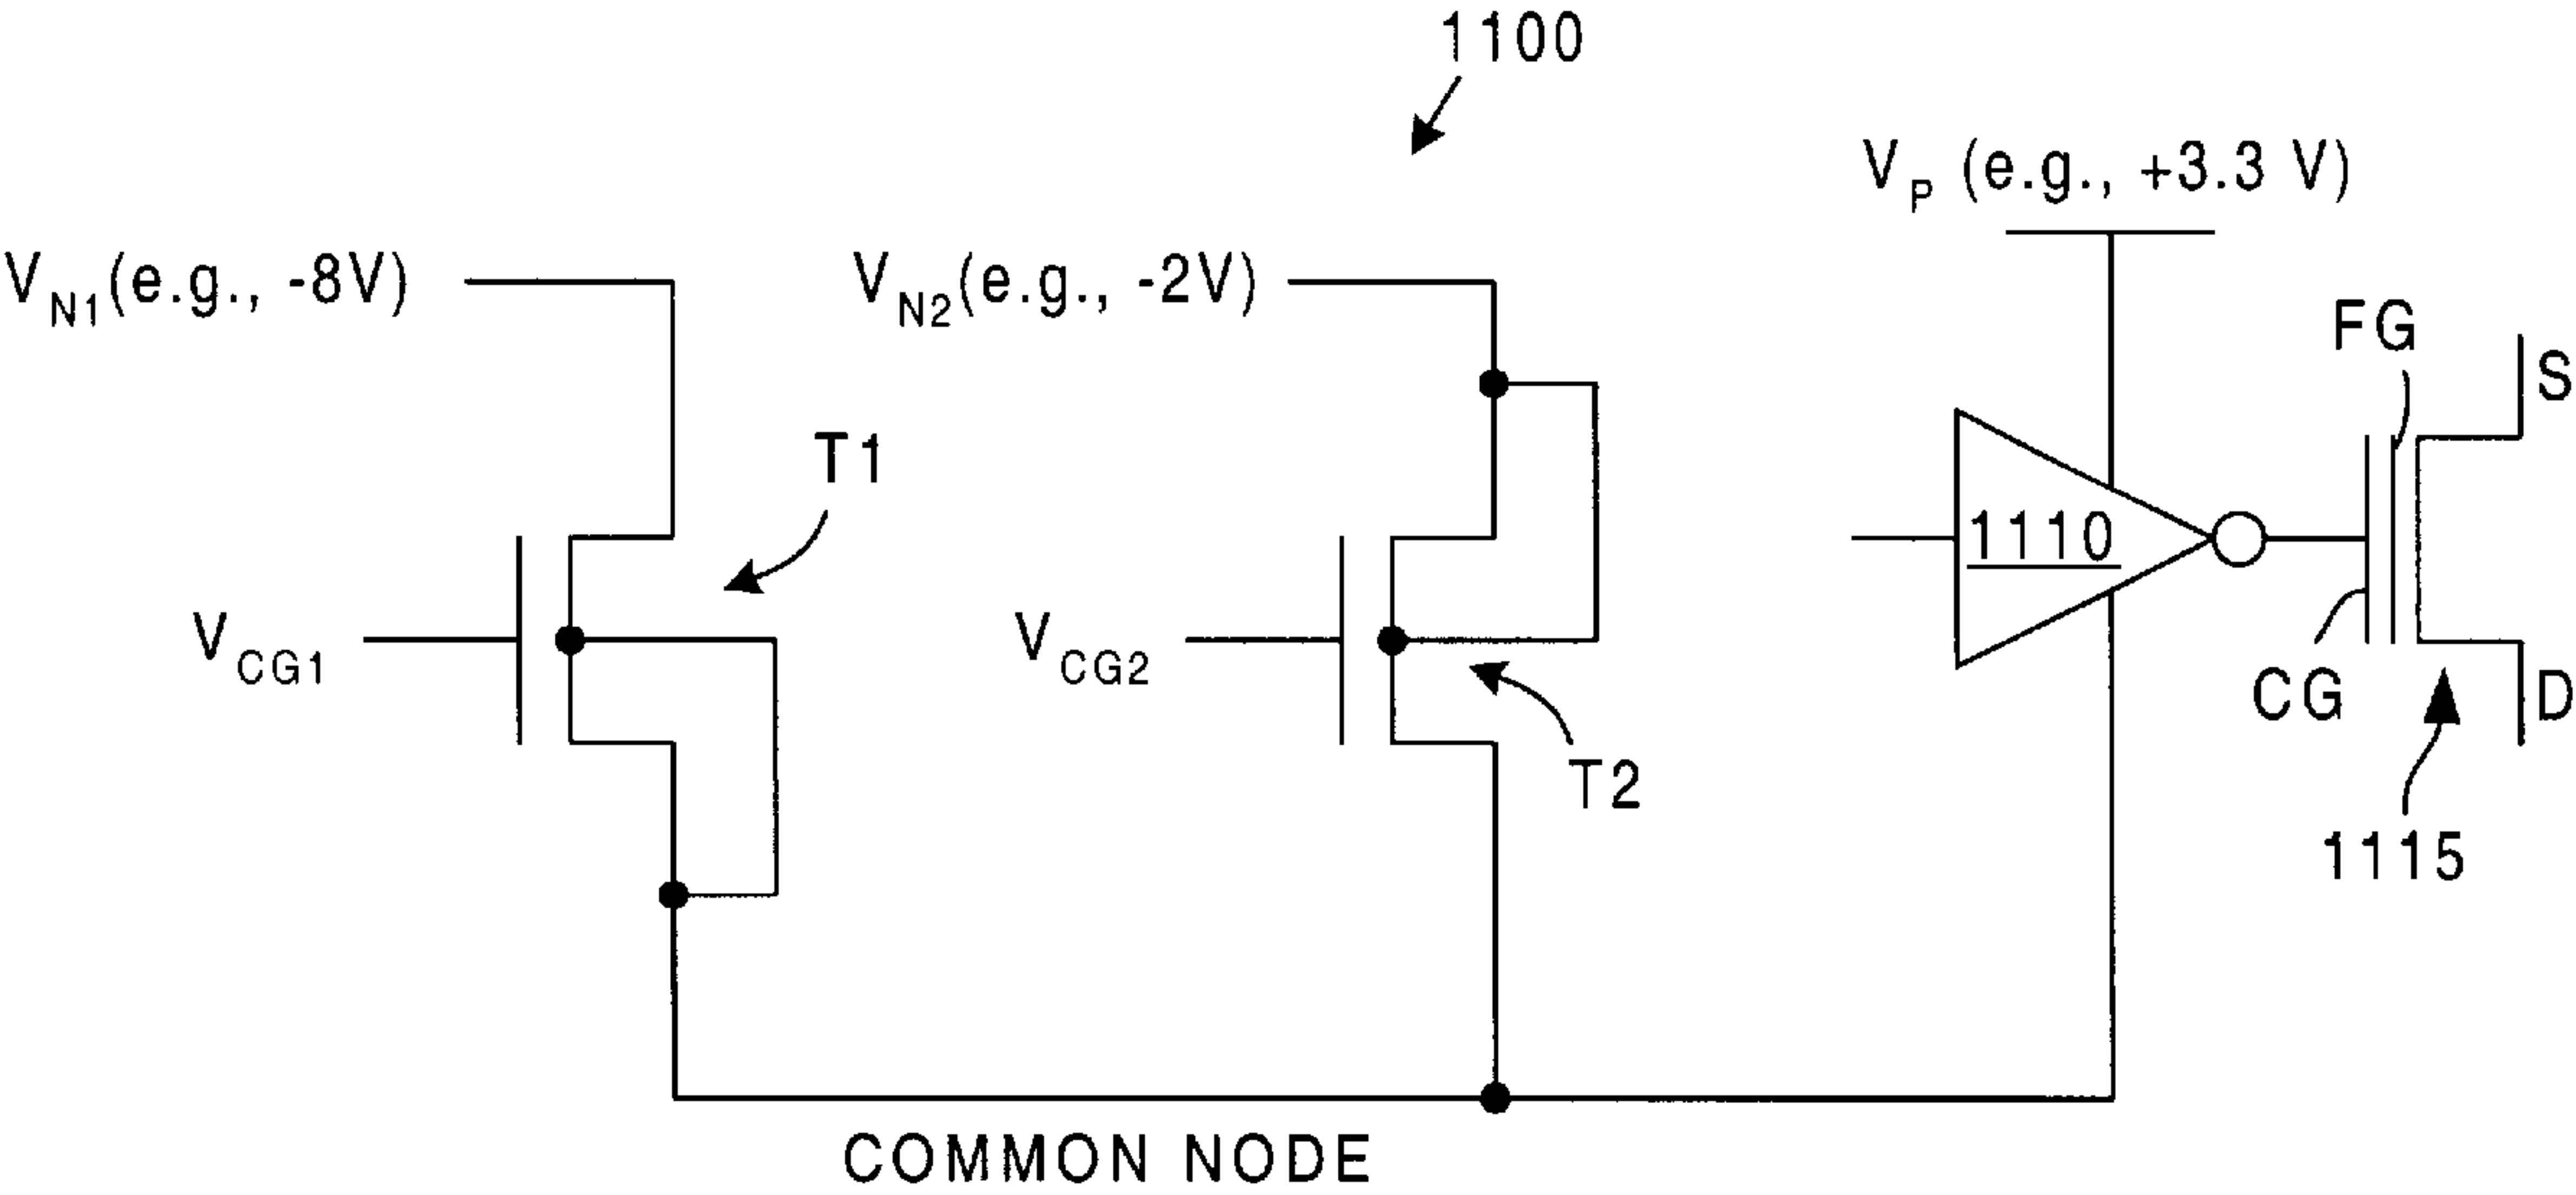 1100
V_P (e.g., +3.3 V)
V_N1(e.g., -8V)
V_N2(e.g., -2V)
FG
S
T1
1110
V_CG1
V_CG2
CG
D
T2
1115
COMMON NODE